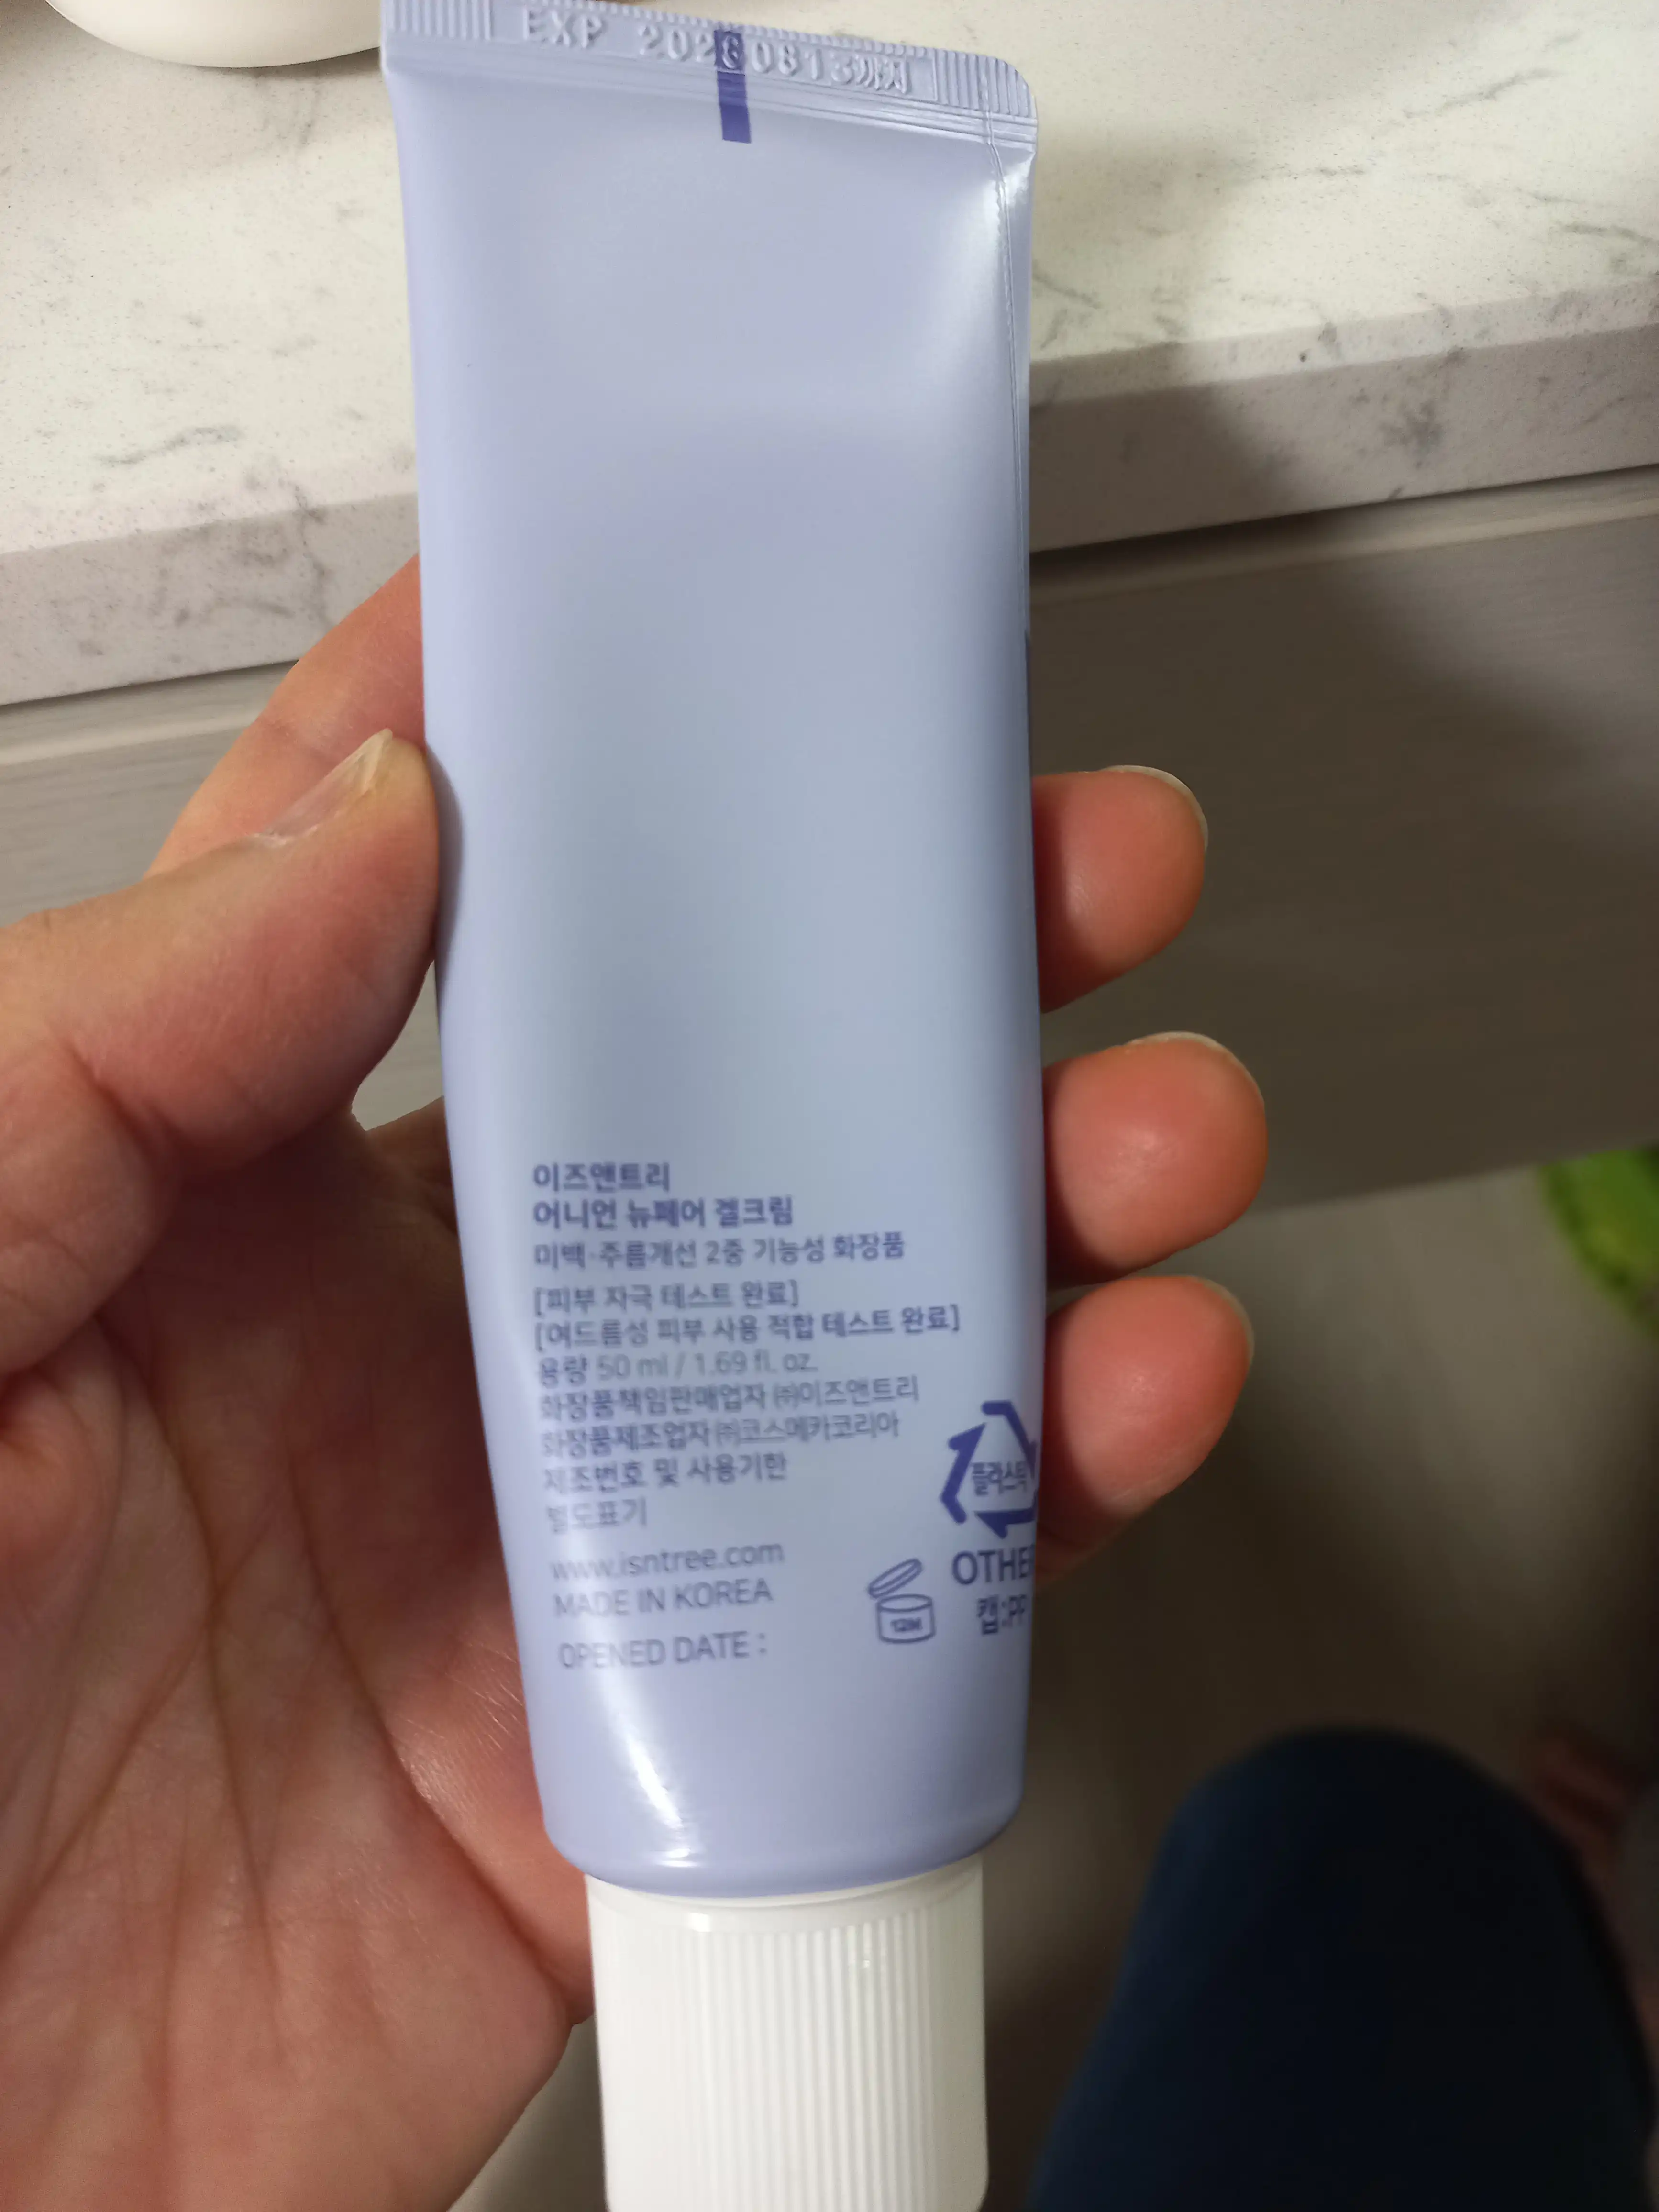 EXP 20260813까지
이즈앤트리
어니언 뉴페어 겔크림
미백·주름개선 2중 기능성 화장품
[피부 자극 테스트 완료]
[여드름성 피부 사용 적합 테스트 완료]
용량 50 ml / 1.69 fl. oz.
화장품책임판매업자 ㈜이즈앤트리
화장품제조업자 ㈜코스메카코리아
제조번호 및 사용기한
별도표기
www.isntree.com
MADE IN KOREA
OPENED DATE :
12M
플라스틱
OTHER
캡:PP